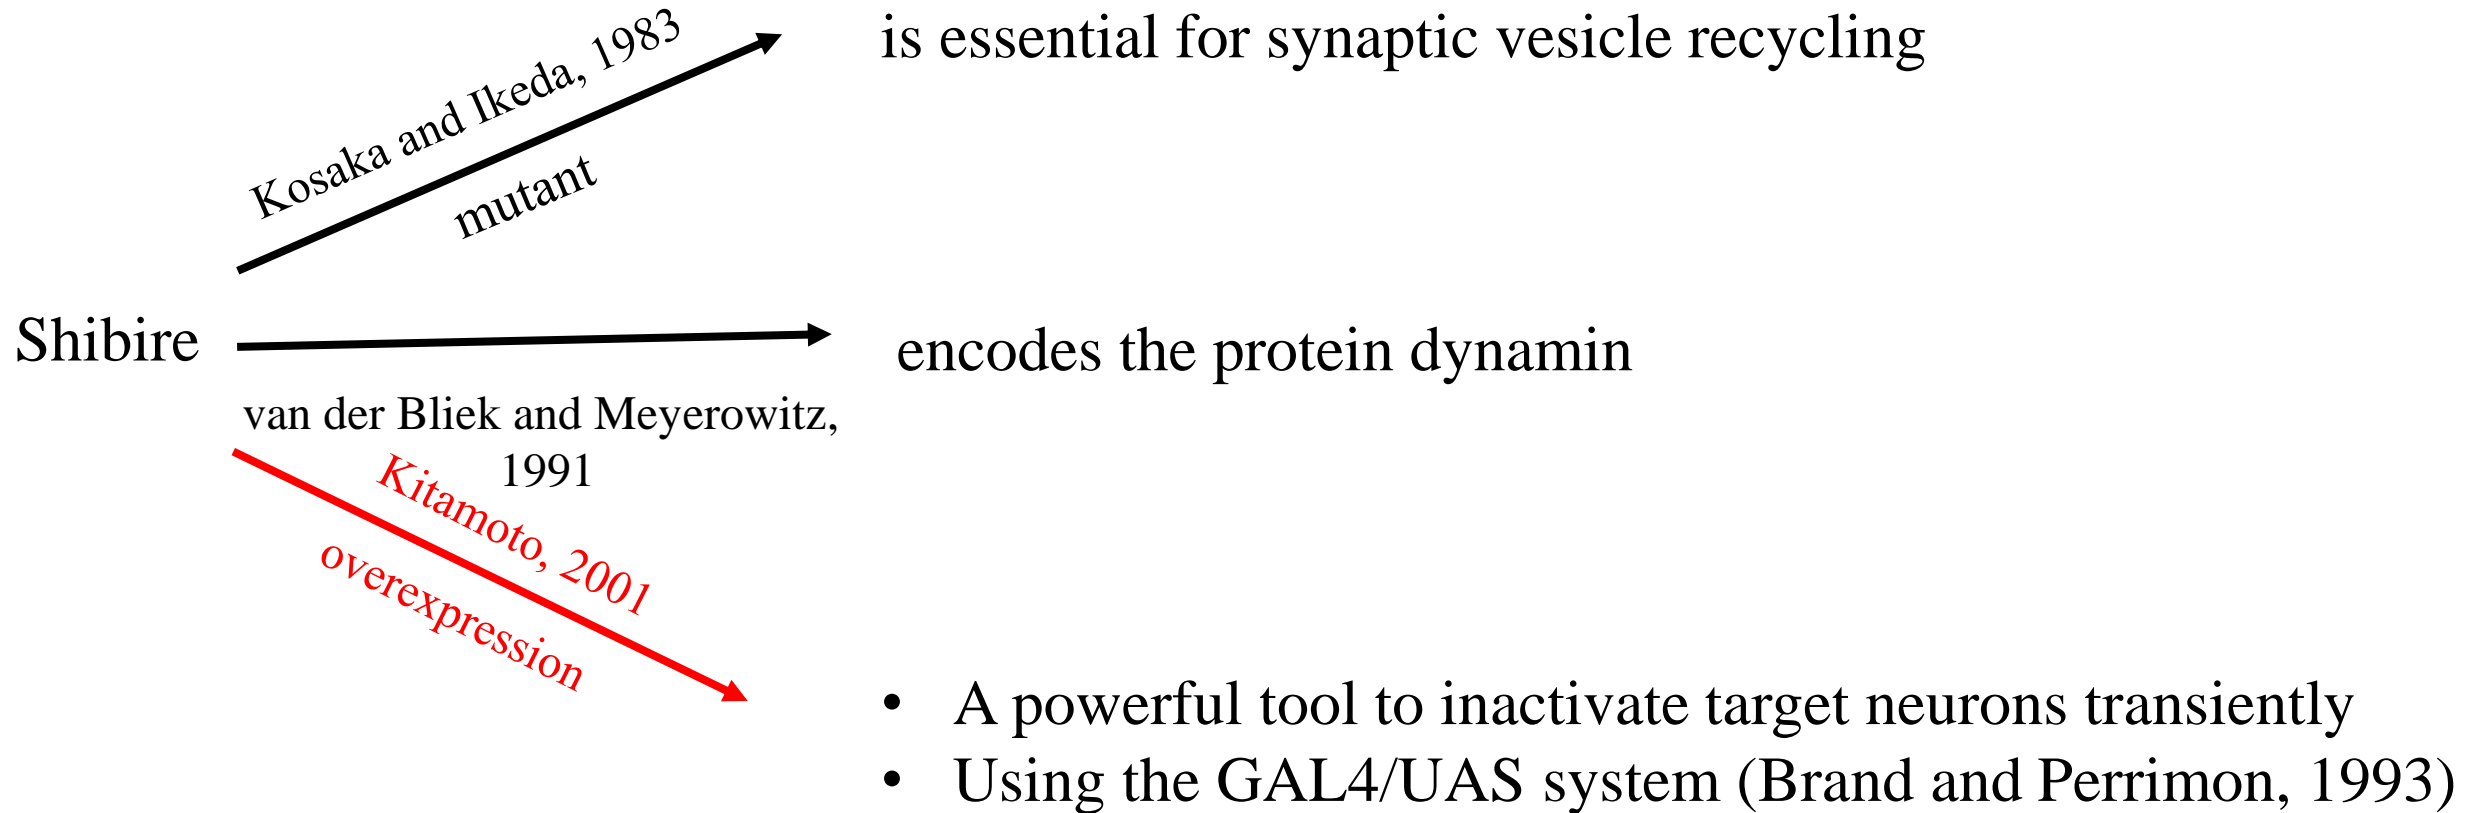 Kosaka and Ikeda, 1983
is essential for synaptic vesicle recycling
mutant
Shibire
encodes the protein dynamin
van der Bliek and Meyerowitz,
1991
Kitamoto, 2001
overexpression
• A powerful tool to inactivate target neurons transiently
• Using the GAL4/UAS system (Brand and Perrimon, 1993)